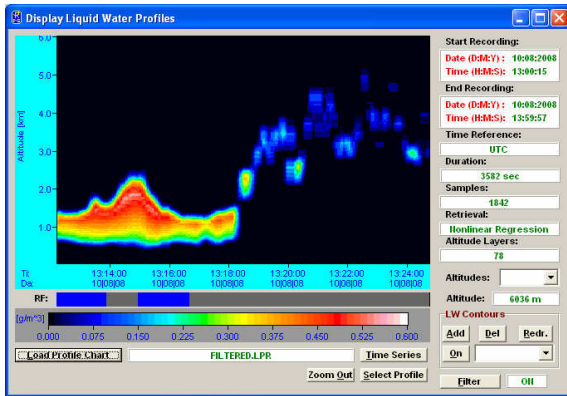 Display Liquid Water Profiles
Start Recording:
Date (D:M:Y) : 10:08:2008
Time (H:M:S): 13:00:15
End Recording:
Date (D:M:Y) : 10:08:2008
Time (H:M:S): 13:59:57
Time Reference:
UTC
Duration:
3582 sec
Samples:
1842
Retrieval:
Nonlinear Regression
Altitude Layers:
78
Altitudes:
Altitude: 6036 m
LW Contours
Add Del Redr.
On
Filter ON
Altitude [km]
6.0
5.0
4.0
3.0
2.0
1.0
Ti: 13:14:00 13:16:00 13:18:00 13:20:00 13:22:00 13:24:00
Da: 10|08|08 10|08|08 10|08|08 10|08|08 10|08|08 10|08|08
RF:
[g/m^3]
0.000 0.075 0.150 0.225 0.300 0.375 0.450 0.525 0.600
Load Profile Chart FILTERED.LPR Time Series
Zoom Out Select Profile